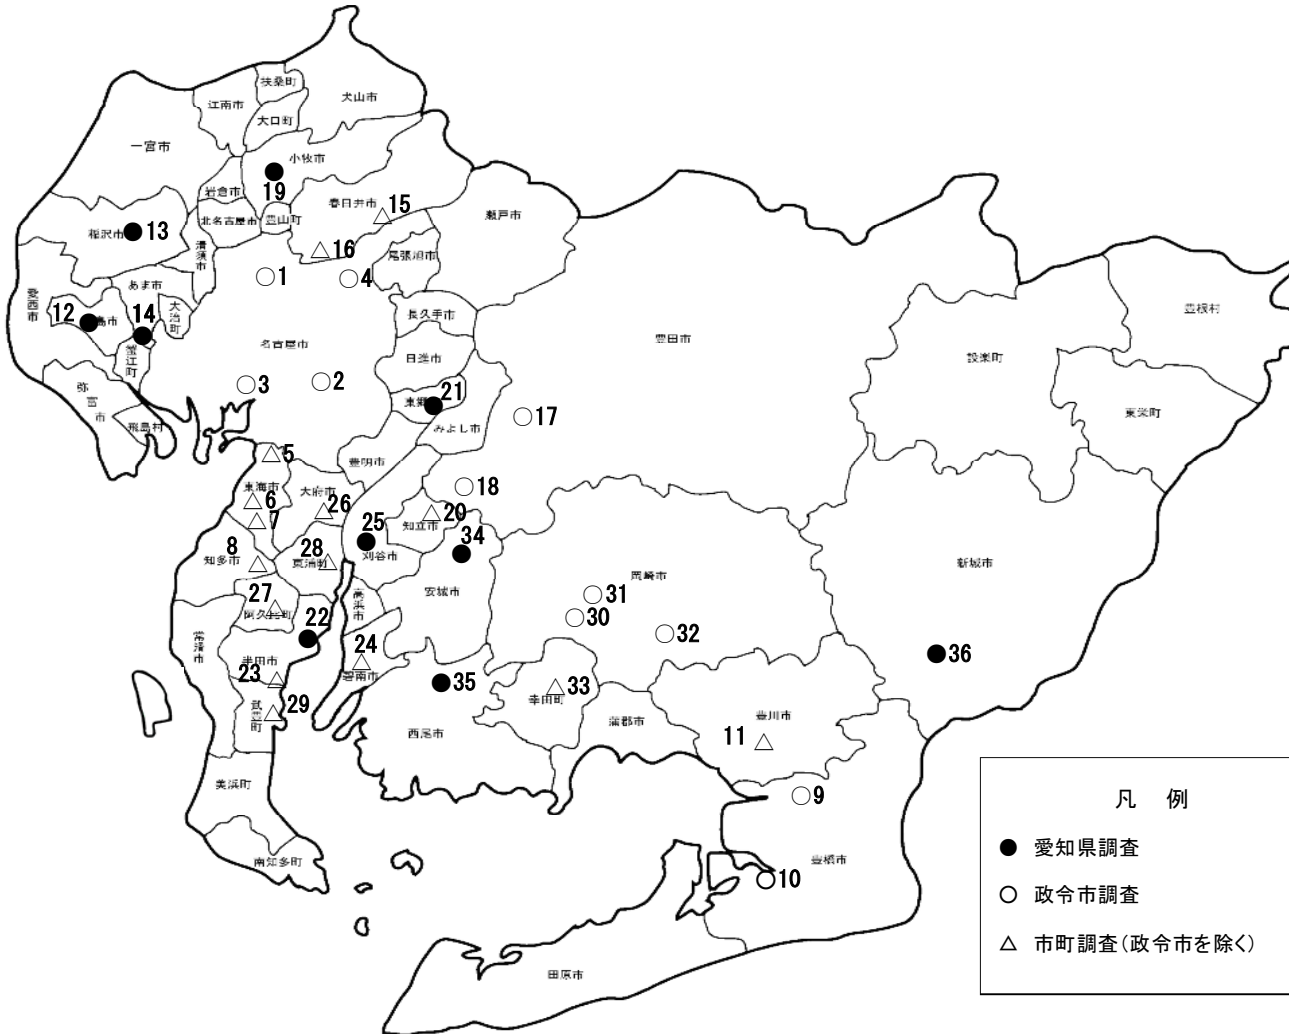 扶桑町
江南市
犬山市
大口町
一宮市
小牧市
19
岩倉市
春日井市
15
稲沢市
13
北名古屋市
豊山町
瀬戸市
清須市
16
尾張旭市
1
4
あま市
愛西市
大治町
豊根村
12
島市
14
長久手市
名古屋市
豊田市
蟹江町
日進市
設楽町
弥富市
3
2
21
東郷
17
東栄町
飛島村
みよし市
5
豊明市
東海市
6
大府市
26
18
7
知立市
20
25
34
8
知多市
28
東浦町
刈谷市
新城市
岡崎市
27
阿久比町
高浜市
安城市
31
22
30
常滑市
32
半田市
24
36
23
碧南市
35
33
幸田町
武豊町
29
豊川市
蒲郡市
西尾市
11
美浜町
9
南知多町
豊橋市
10
田原市
凡 例
愛知県調査
政令市調査
市町調査(政令市を除く)